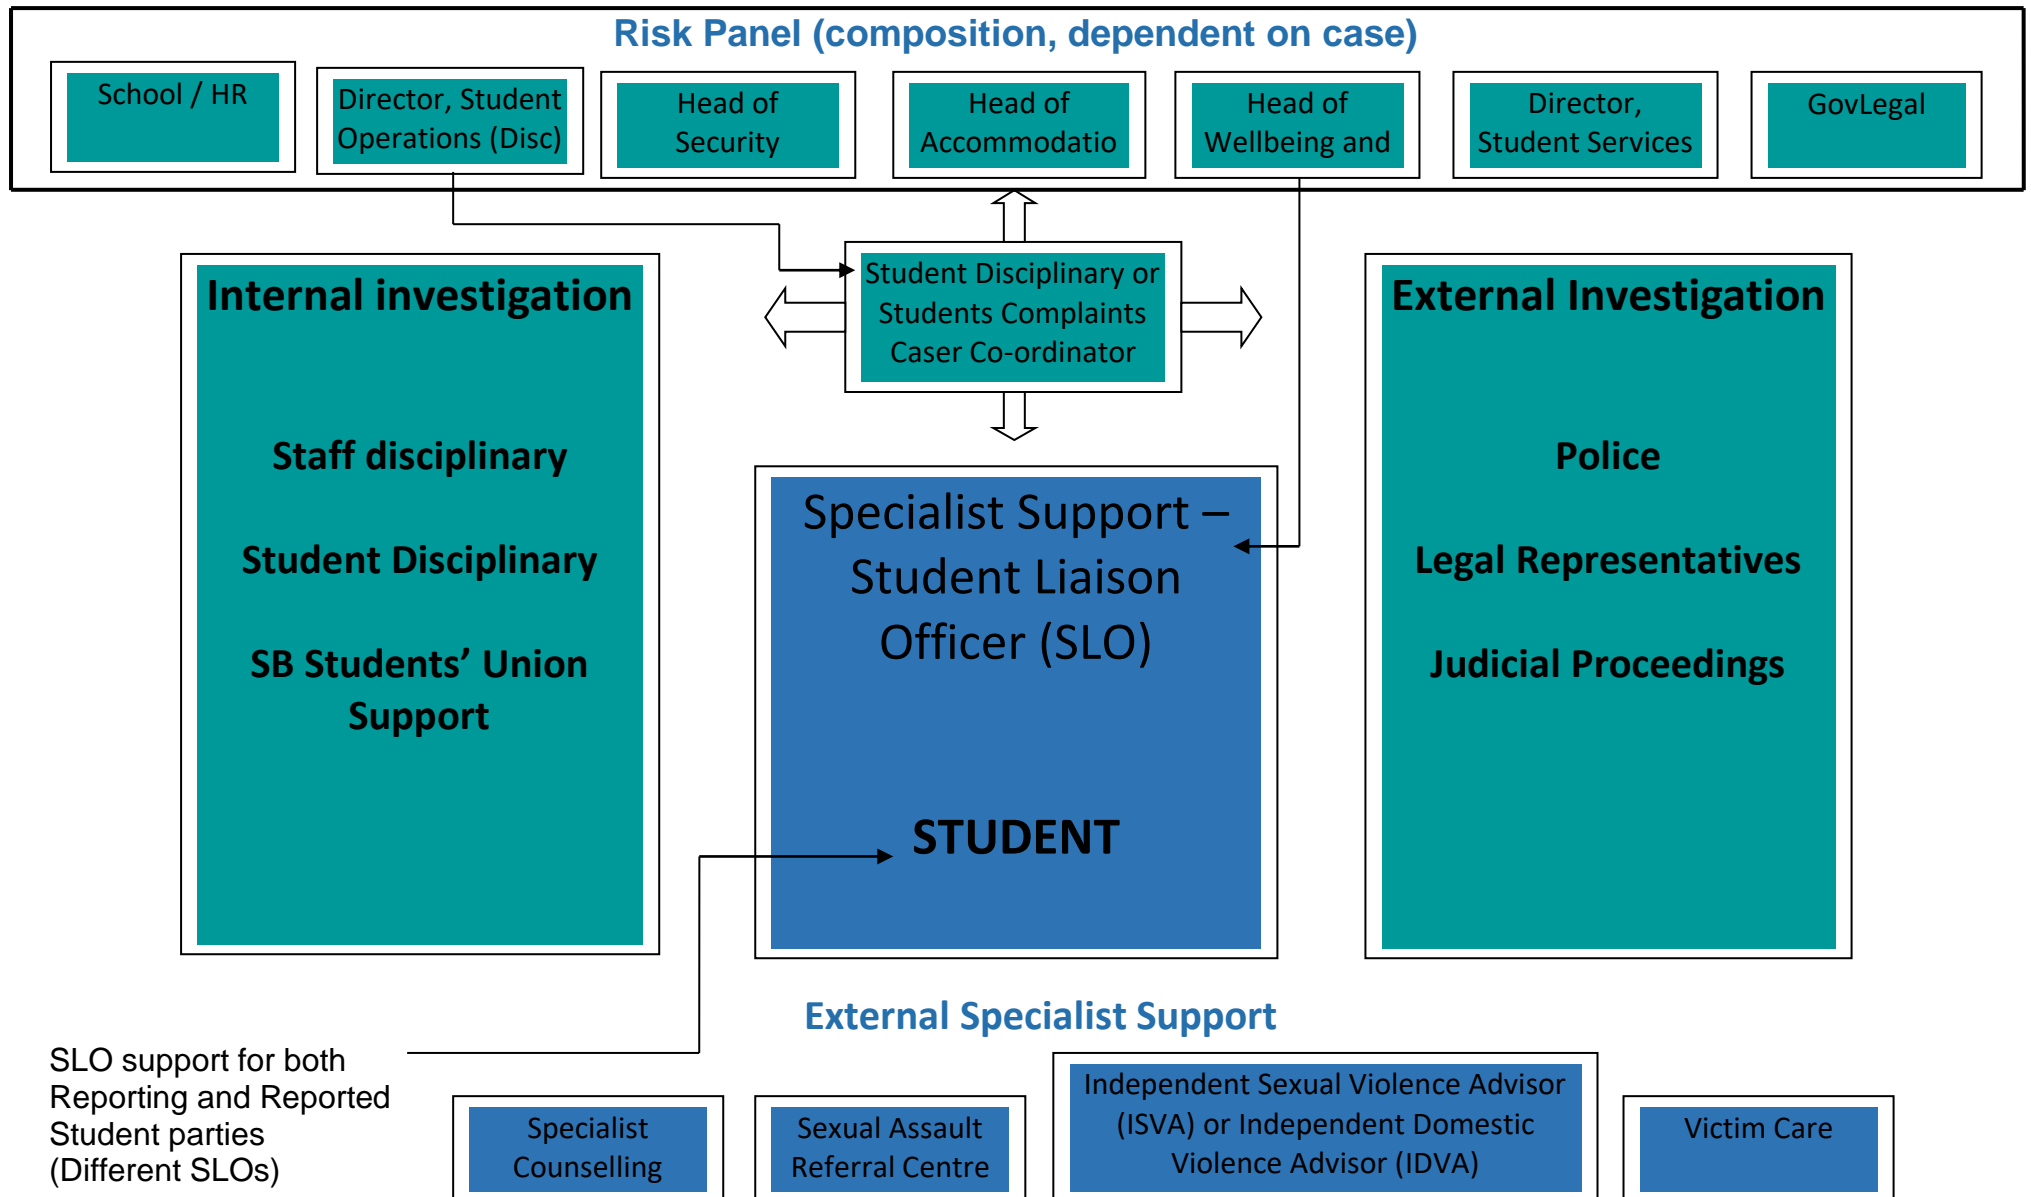 Risk Panel (composition, dependent on case)
School / HR
Director, Student
Operations (Disc)
Head of
Security
Head of
Accommodatio
Head of
Wellbeing and
Director,
Student Services
GovLegal
Internal investigation
Staff disciplinary
Student Disciplinary
SB Students’ Union
Support
Student Disciplinary or
Students Complaints
Caser Co-ordinator
External Investigation
Police
Legal Representatives
Judicial Proceedings
Specialist Support –
Student Liaison
Officer (SLO)
STUDENT
External Specialist Support
SLO support for both
Reporting and Reported
Student parties
(Different SLOs)
Specialist
Counselling
Sexual Assault
Referral Centre
Independent Sexual Violence Advisor
(ISVA) or Independent Domestic
Violence Advisor (IDVA)
Victim Care